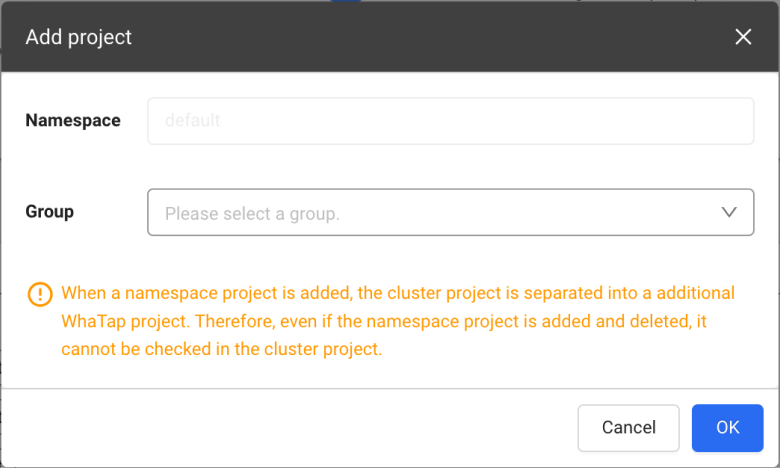 Add project
Namespace
default
Group
Please select a group.
When a namespace project is added, the cluster project is separated into a additional
WhaTap project. Therefore, even if the namespace project is added and deleted, it
cannot be checked in the cluster project.
Cancel
OK